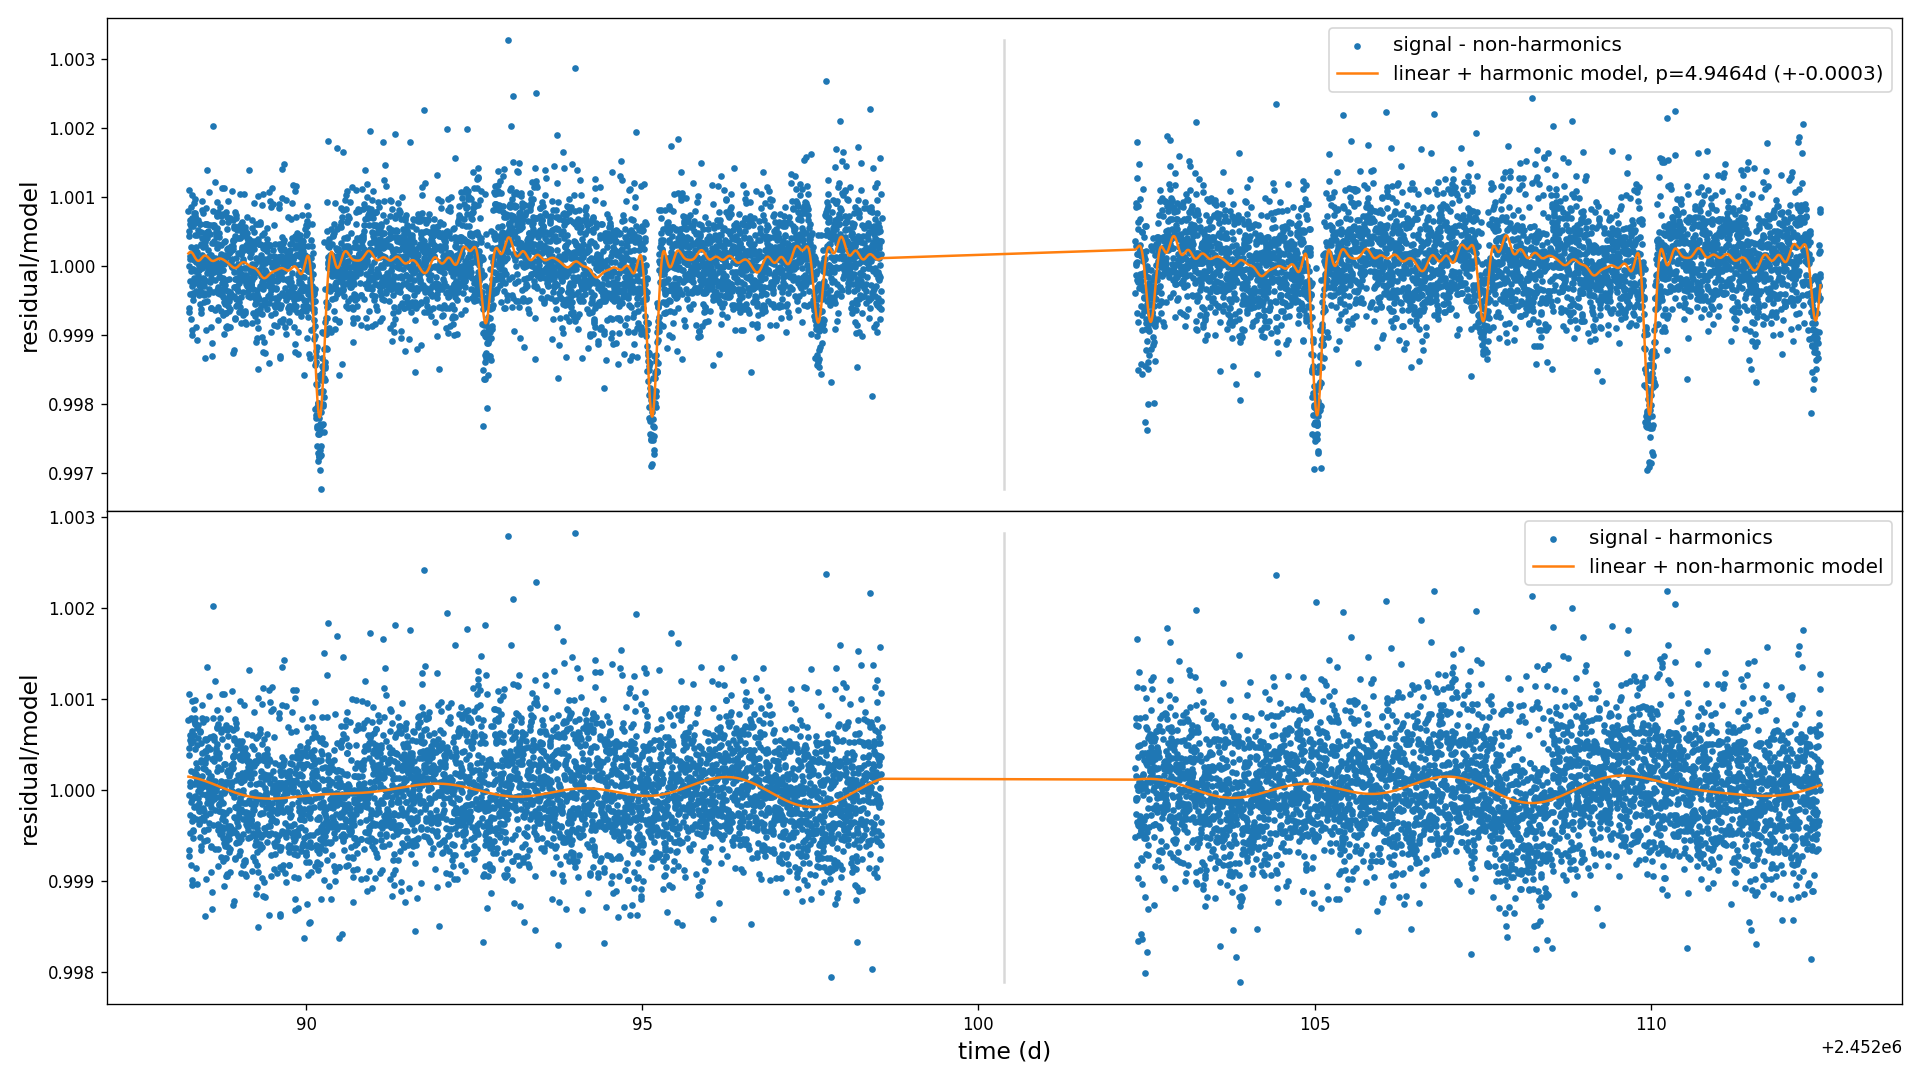 signal - non-harmonics
linear + harmonic model, p=4.9464d (+-0.0003)
1.003
1.002
1.001
1.000
0.999
0.998
0.997
residual/model
signal - harmonics
linear + non-harmonic model
1.003
1.002
1.001
1.000
0.999
0.998
residual/model
90
95
100
105
110
time (d)
+2.452e6